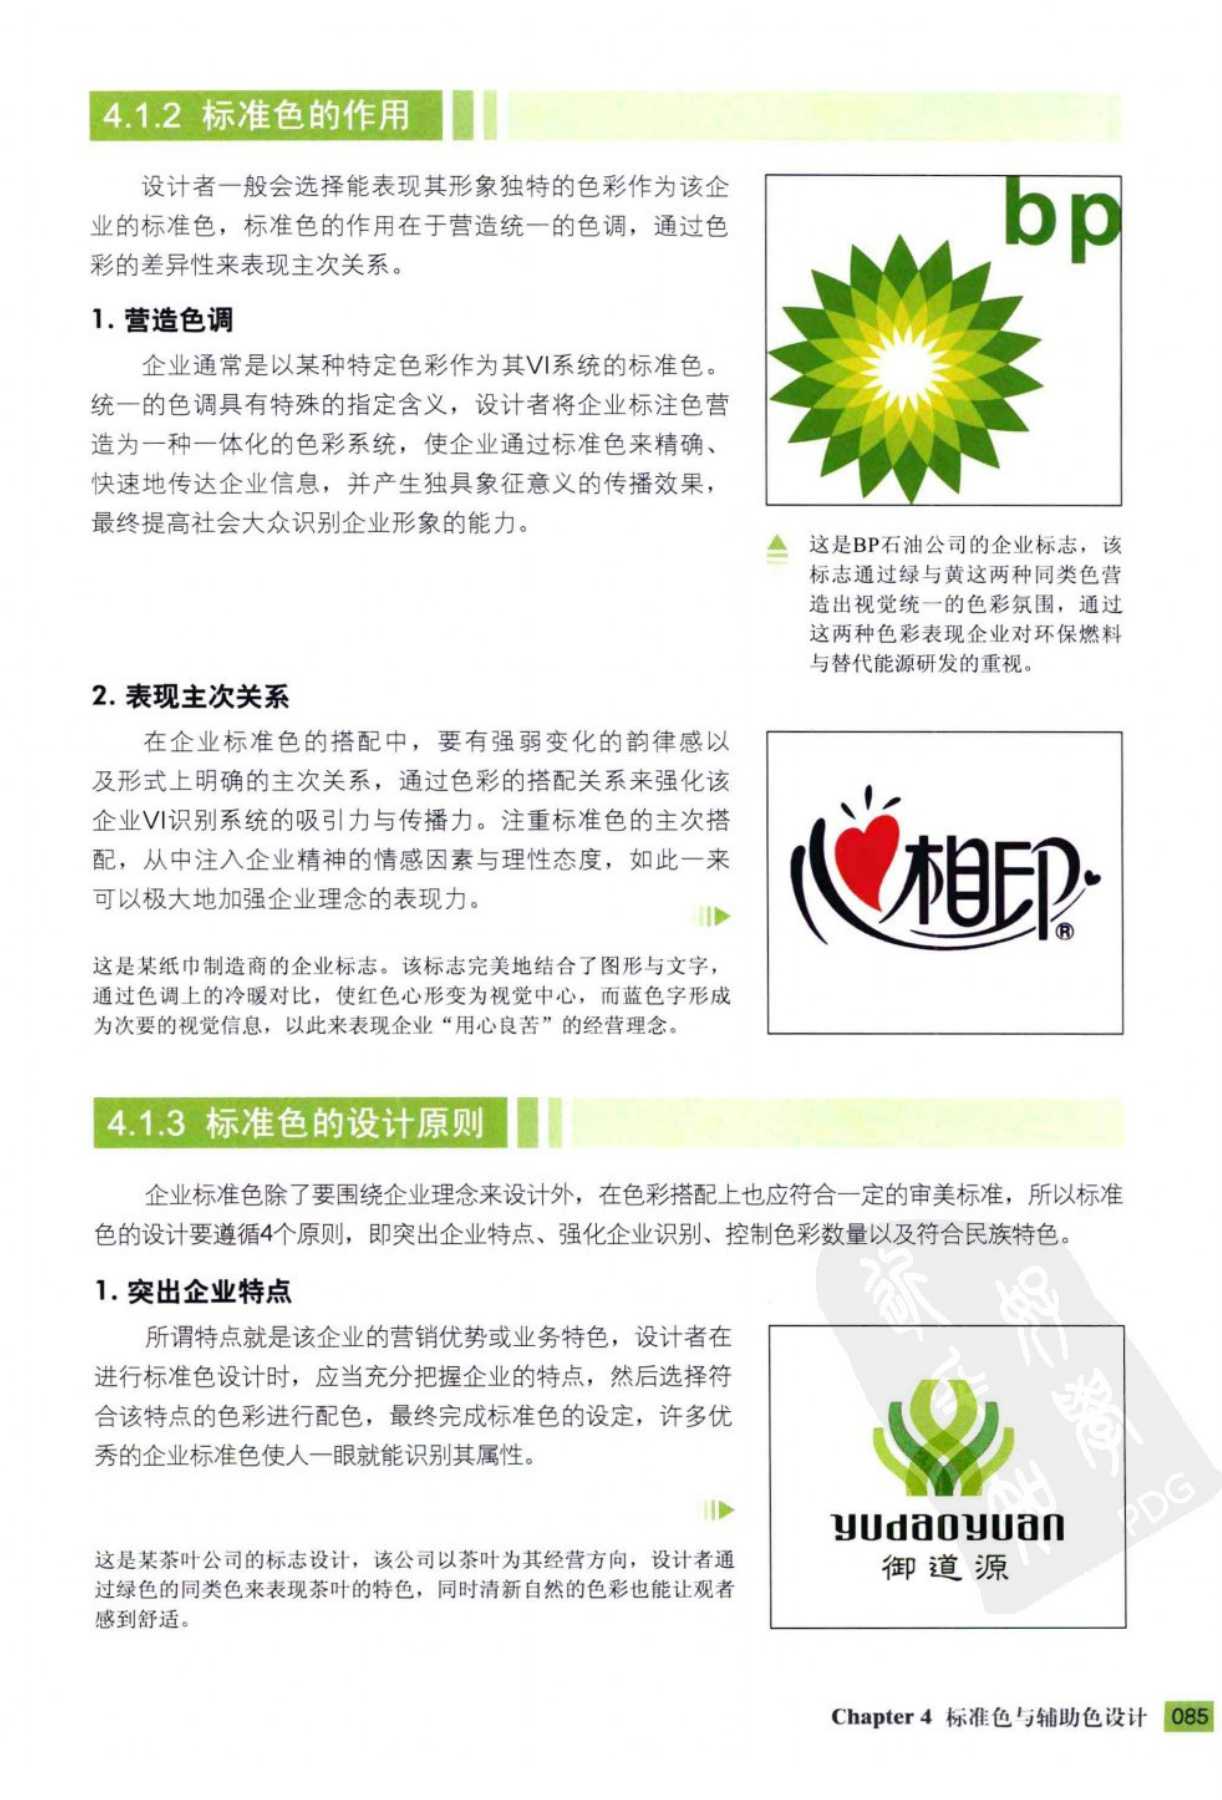 4.1.2 标准色的作用
设计者一般会选择能表现其形象独特的色彩作为该企
业的标准色，标准色的作用在于营造统一的色调，通过色
彩的差异性来表现主次关系。
1. 营造色调
企业通常是以某种特定色彩作为其VI系统的标准色。
统一的色调具有特殊的指定含义，设计者将企业标注色营
造为一种一体化的色彩系统，使企业通过标准色来精确、
快速地传达企业信息，并产生独具象征意义的传播效果，
最终提高社会大众识别企业形象的能力。
bp
这是BP石油公司的企业标志，该
标志通过绿与黄这两种同类色营
造出视觉统一的色彩氛围，通过
这两种色彩表现企业对环保燃料
与替代能源研发的重视。
2. 表现主次关系
在企业标准色的搭配中，要有强弱变化的韵律感以
及形式上明确的主次关系，通过色彩的搭配关系来强化该
企业VI识别系统的吸引力与传播力。注重标准色的主次搭
配，从中注入企业精神的情感因素与理性态度，如此一来
可以极大地加强企业理念的表现力。
这是某纸巾制造商的企业标志。该标志完美地结合了图形与文字，
通过色调上的冷暖对比，使红色心形变为视觉中心，而蓝色字形成
为次要的视觉信息，以此来表现企业“用心良苦”的经营理念。
心相印®
4.1.3 标准色的设计原则
企业标准色除了要围绕企业理念来设计外，在色彩搭配上也应符合一定的审美标准，所以标准
色的设计要遵循4个原则，即突出企业特点、强化企业识别、控制色彩数量以及符合民族特色。
1. 突出企业特点
所谓特点就是该企业的营销优势或业务特色，设计者在
进行标准色设计时，应当充分把握企业的特点，然后选择符
合该特点的色彩进行配色，最终完成标准色的设定，许多优
秀的企业标准色使人一眼就能识别其属性。
这是某茶叶公司的标志设计，该公司以茶叶为其经营方向，设计者通
过绿色的同类色来表现茶叶的特色，同时清新自然的色彩也能让观者
感到舒适。
yudaoyuan
御道源
PDG
Chapter 4 标准色与辅助色设计 085